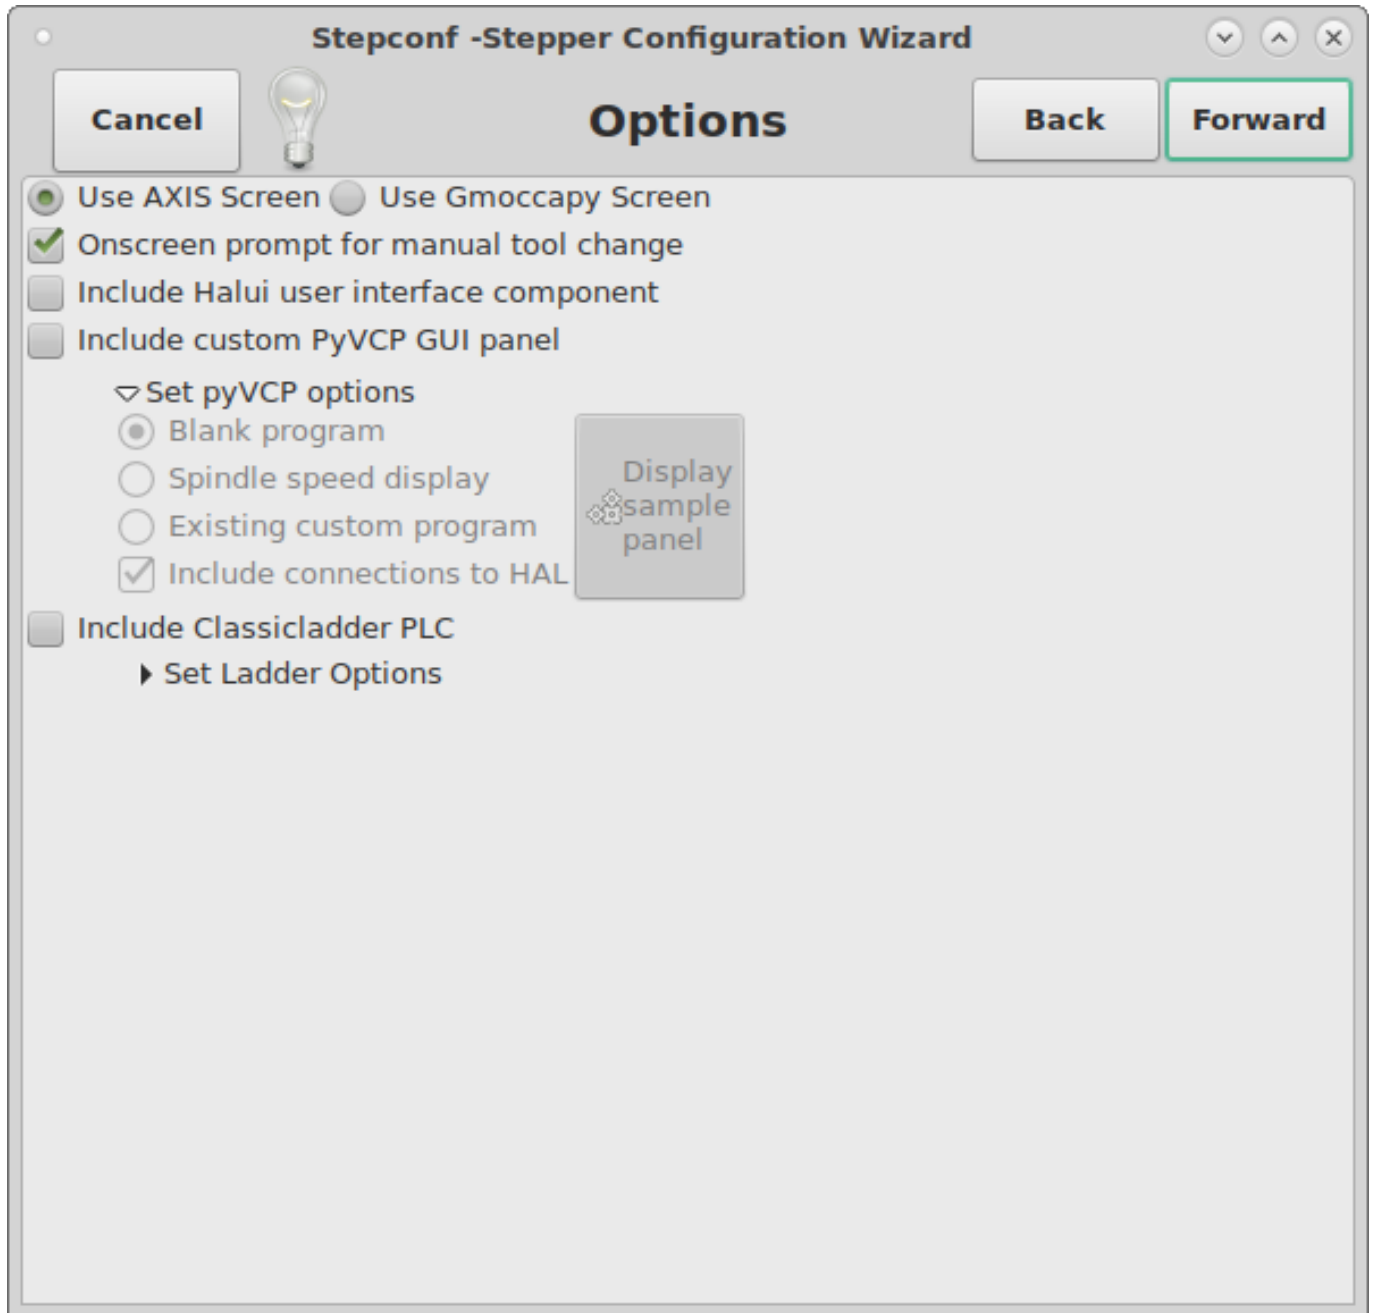 Stepconf -Stepper Configuration Wizard
Cancel
Options
Back
Forward
Use AXIS Screen
Use Gmoccapy Screen
Onscreen prompt for manual tool change
Include Halui user interface component
Include custom PyVCP GUI panel
Set pyVCP options
Blank program
Spindle speed display
Existing custom program
Include connections to HAL
Display
sample
panel
Include Classicladder PLC
Set Ladder Options